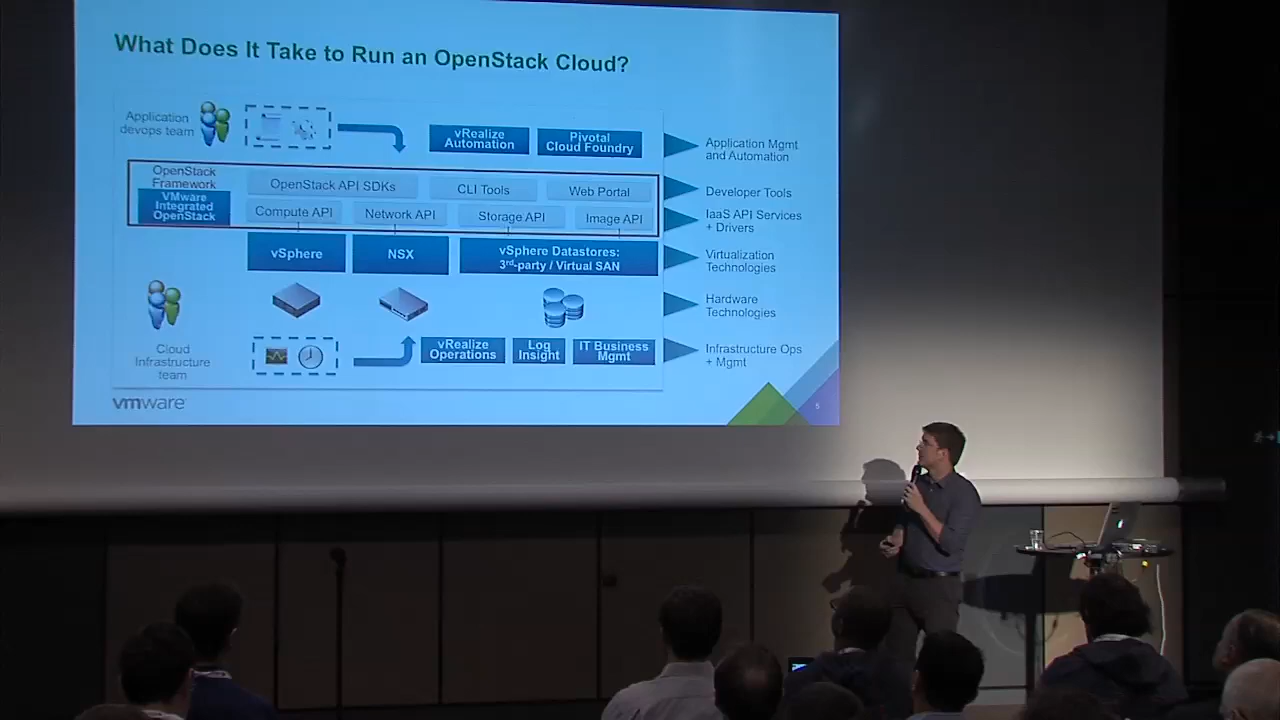 What Does It Take to Run an OpenStack Cloud?
Application
devops team
vRealize
Automation
Pivotal
Cloud Foundry
Application Mgmt
and Automation
OpenStack
Framework
OpenStack API SDKs
CLI Tools
Web Portal
Developer Tools
VMware
Integrated
OpenStack
Compute API
Network API
Storage API
Image API
IaaS API Services
+ Drivers
vSphere
NSX
vSphere Datastores:
3rd-party / Virtual SAN
Virtualization
Technologies
Hardware
Technologies
Cloud
Infrastructure
team
vRealize
Operations
Log
Insight
IT Business
Mgmt
Infrastructure Ops
+ Mgmt
vmware
5